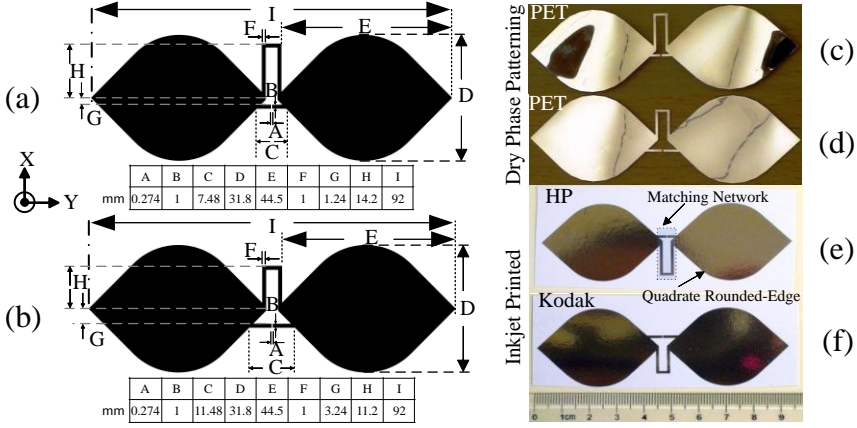 (a)
I
E
F
H
B
D
G
A
C
X
Y
A B C D E F G H I
mm 0.274 1 7.48 31.8 44.5 1 1.24 14.2 92
(b)
I
E
F
H
B
D
G
A
C
A B C D E F G H I
mm 0.274 1 11.48 31.8 44.5 1 3.24 11.2 92
Dry Phase Patterning
PET
(c)
PET
(d)
Inkjet Printed
HP
Matching Network
(e)
Quadrate Rounded-Edge
Kodak
(f)
0 1cm 2 3 4 5 6 7 8 9